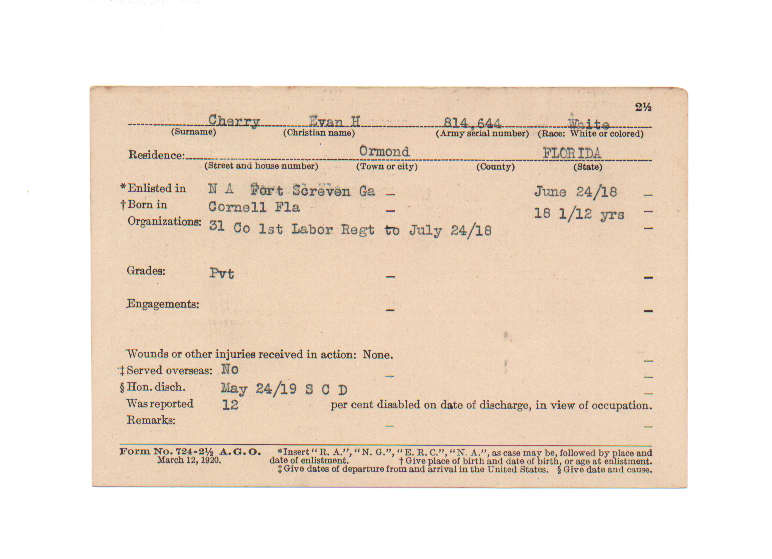 2½
Cherry Evan H 814,644 White
(Surname) (Christian name) (Army serial number) (Race: White or colored)
Residence: Ormond FLORIDA
(Street and house number) (Town or city) (County) (State)
*Enlisted in N A Fort Screven Ga — June 24/18 —
†Born in Cornell Fla — 18 1/12 yrs —
Organizations: 31 Co 1st Labor Regt to July 24/18 —
Grades: Pvt — —
Engagements: — —
Wounds or other injuries received in action: None. —
‡Served overseas: No — —
§Hon. disch. May 24/19 S C D —
Was reported 12 per cent disabled on date of discharge, in view of occupation.
Remarks: — —
Form No. 724-2½ A.G.O. *Insert "R. A.", "N. G.", "E. R. C.", "N. A.", as case may be, followed by place and
March 12, 1920. date of enlistment. †Give place of birth and date of birth, or age at enlistment.
‡Give dates of departure from and arrival in the United States. §Give date and cause.